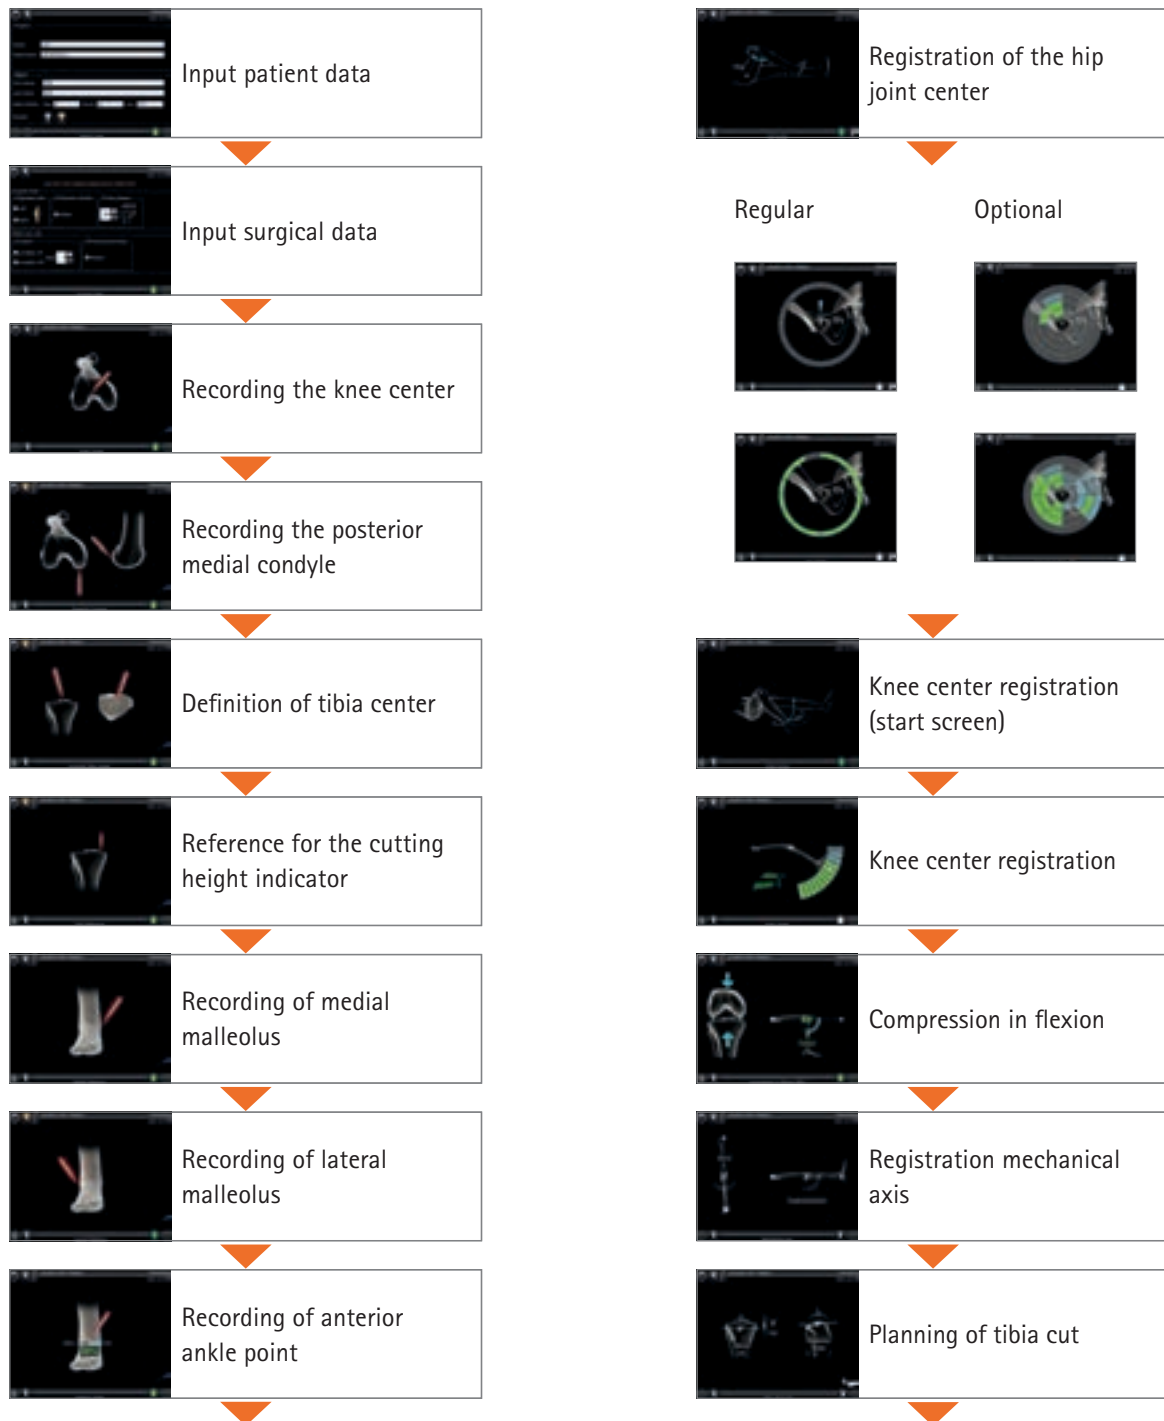 Input patient data
Input surgical data
Recording the knee center
Recording the posterior
medial condyle
Definition of tibia center
Reference for the cutting
height indicator
Recording of medial
malleolus
Recording of lateral
malleolus
Recording of anterior
ankle point
Registration of the hip
joint center
Regular
Optional
Knee center registration
(start screen)
Knee center registration
Compression in flexion
Registration mechanical
axis
Planning of tibia cut